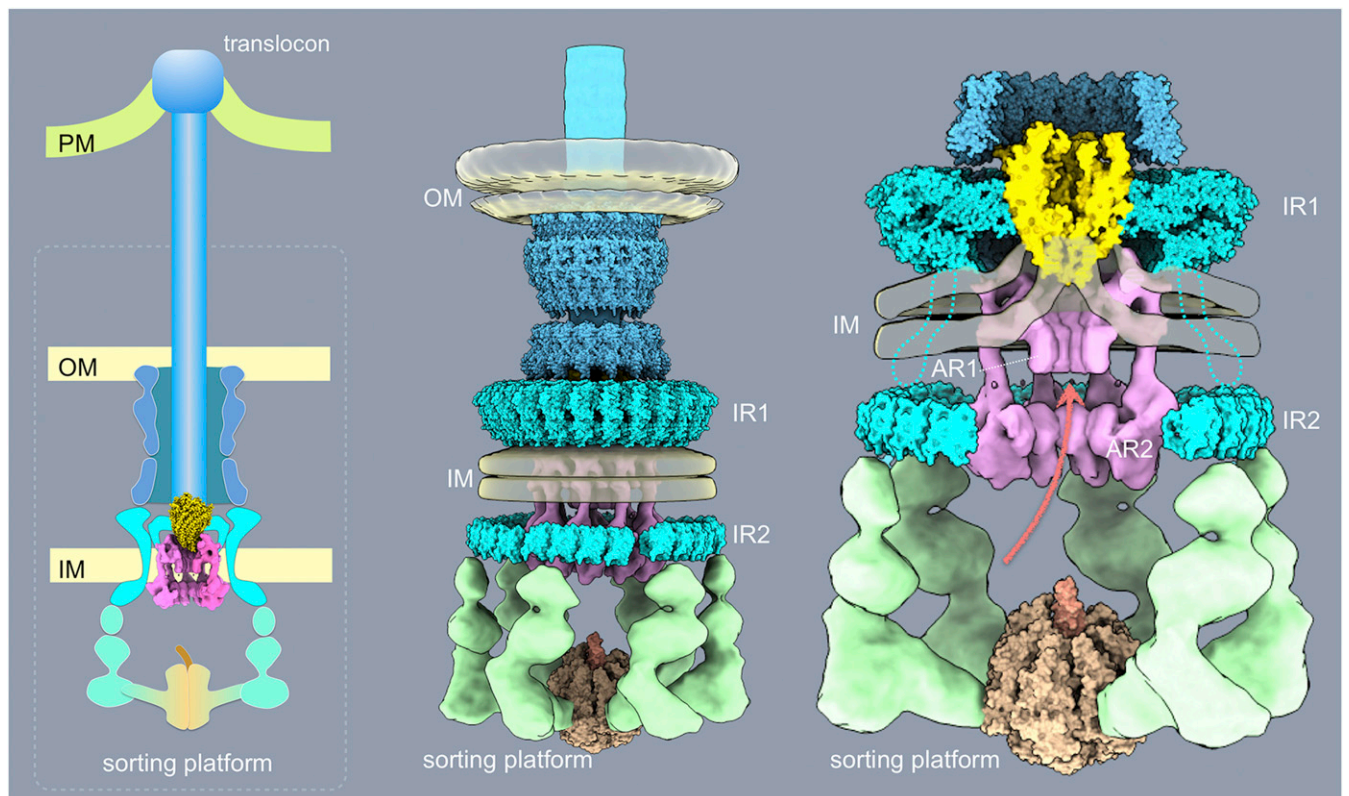 translocon
PM
OM
IM
sorting platform
OM
IR1
IM
IR2
sorting platform
IR1
IM
AR1
IR2
AR2
sorting platform